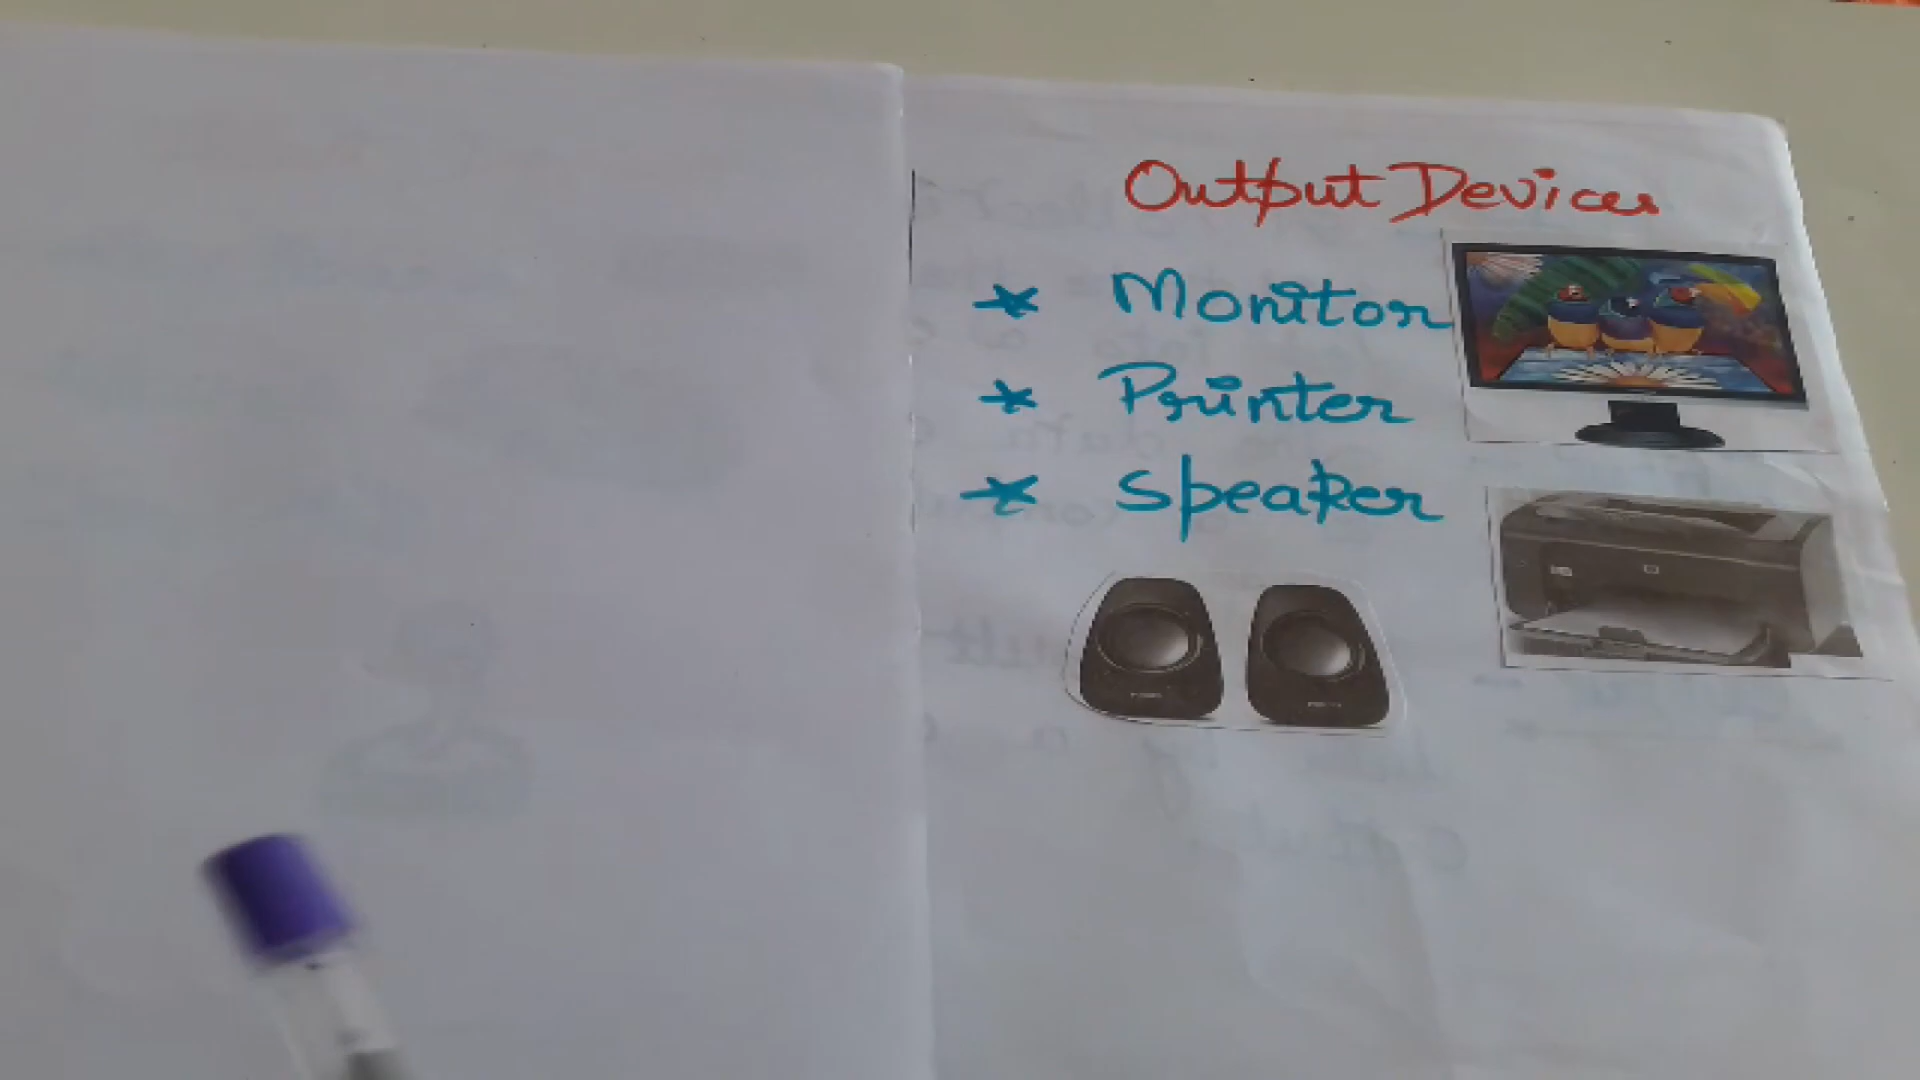 Output Devices
* Monitor
* Printer
* Speaker